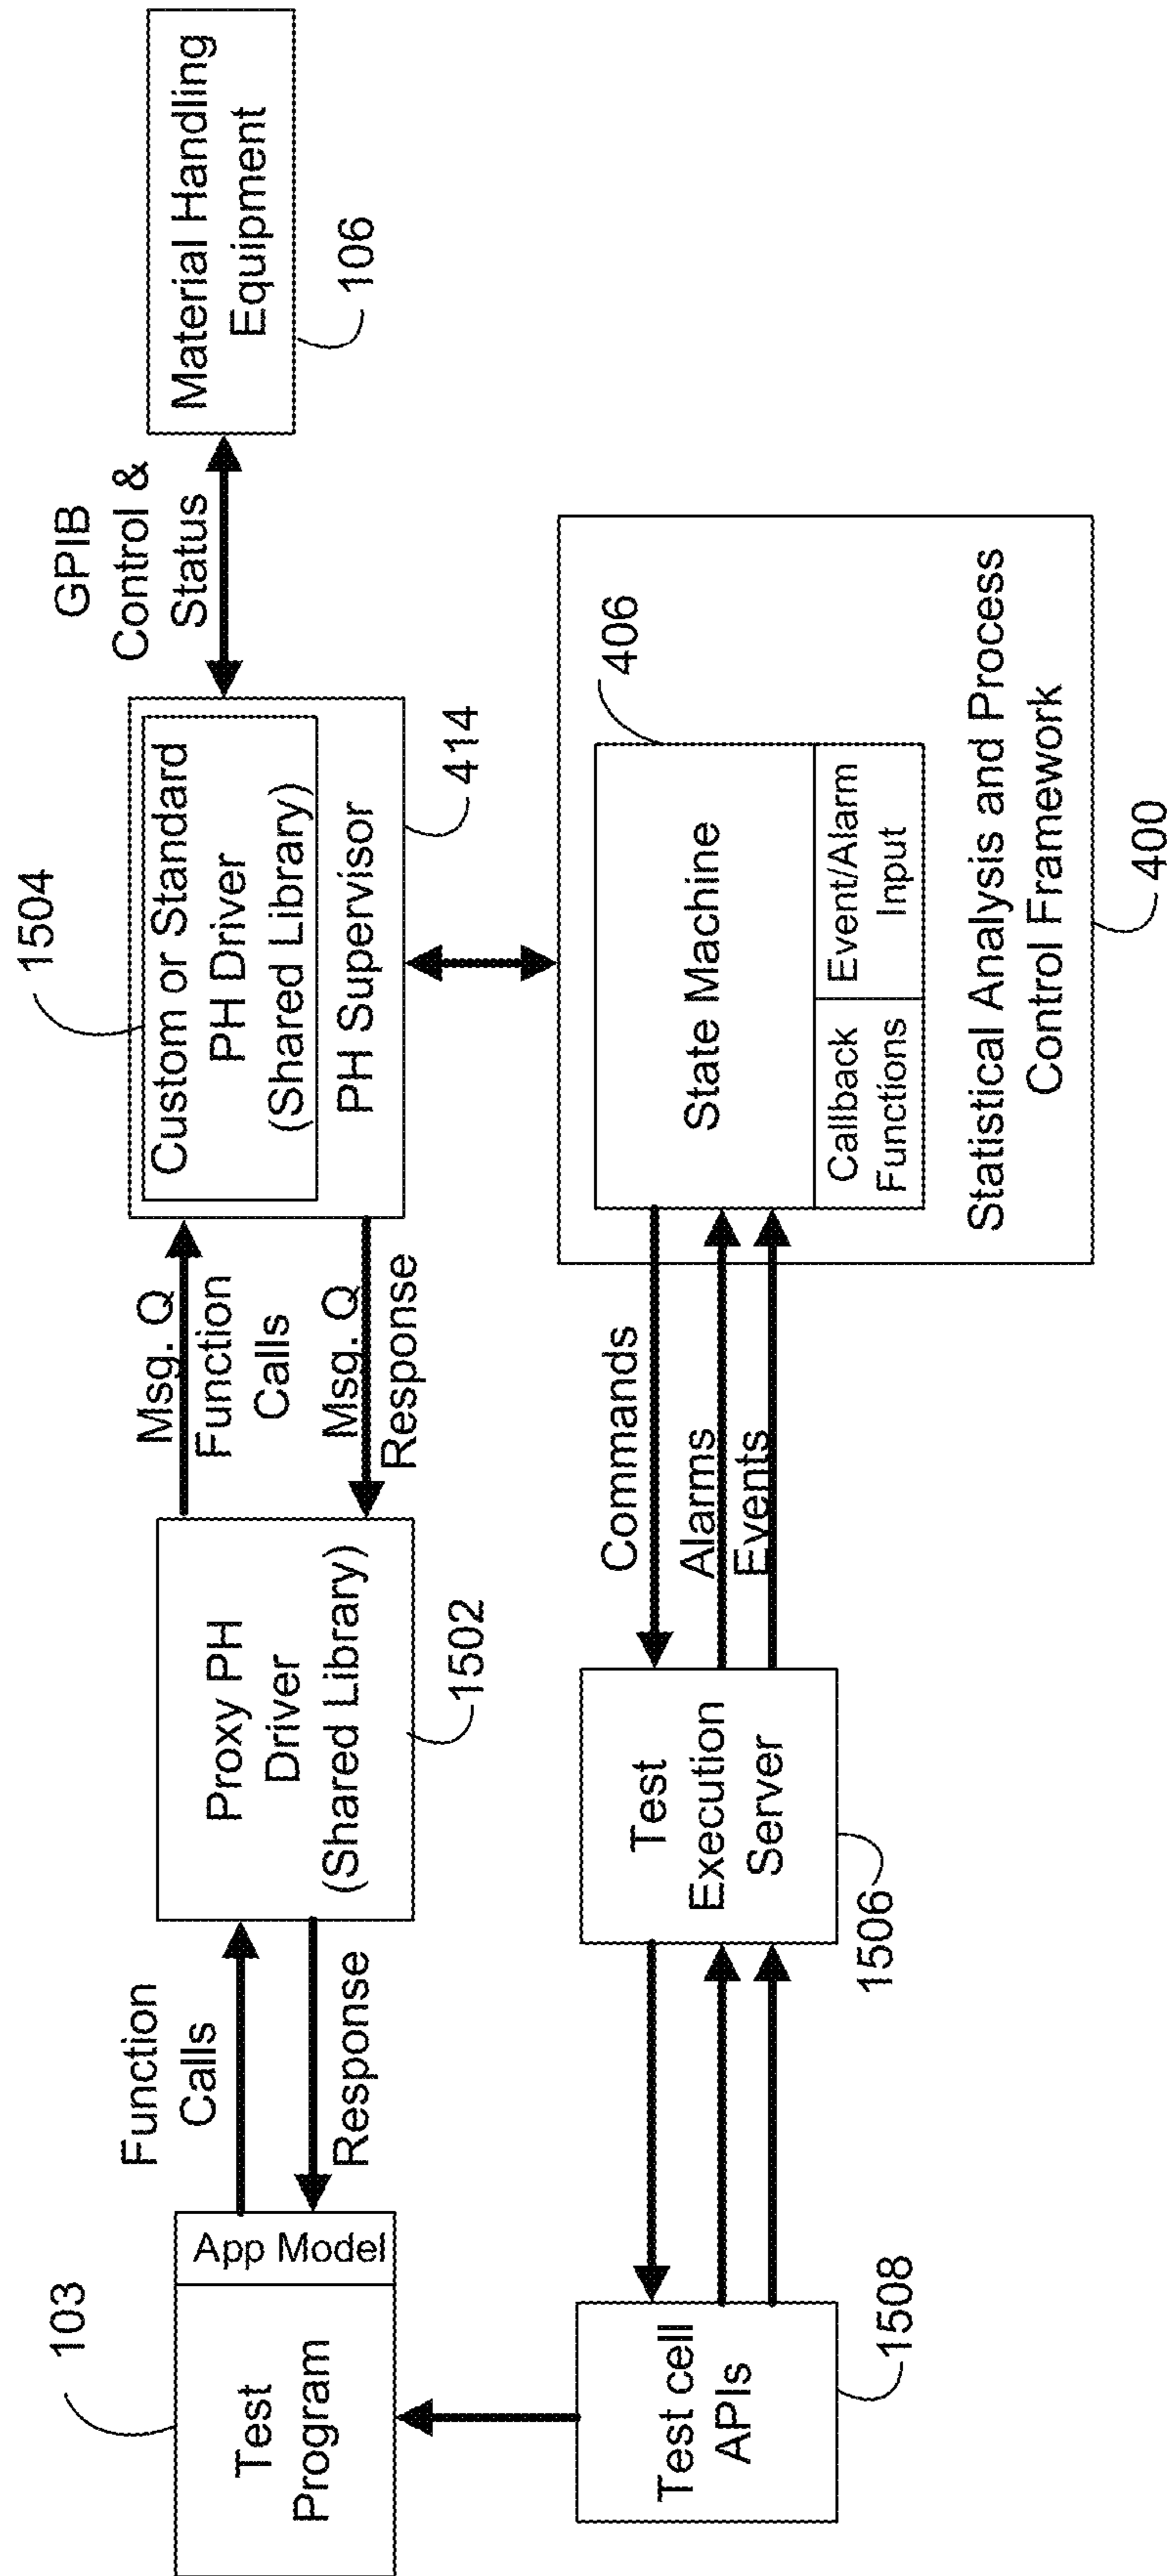 103
Test
Program
App Model
Function
Calls
Response
Proxy PH
Driver
(Shared Library)
1502
Msg. Q
Function
Calls
Msg. Q
Response
1504
Custom or Standard
PH Driver
(Shared Library)
PH Supervisor
414
GPIB
Control &
Status
Material Handling
Equipment
106
Test cell
APIs
1508
Test
Execution
Server
1506
Commands
Alarms
Events
State Machine
406
Callback
Functions
Event/Alarm
Input
Statistical Analysis and Process
Control Framework
400